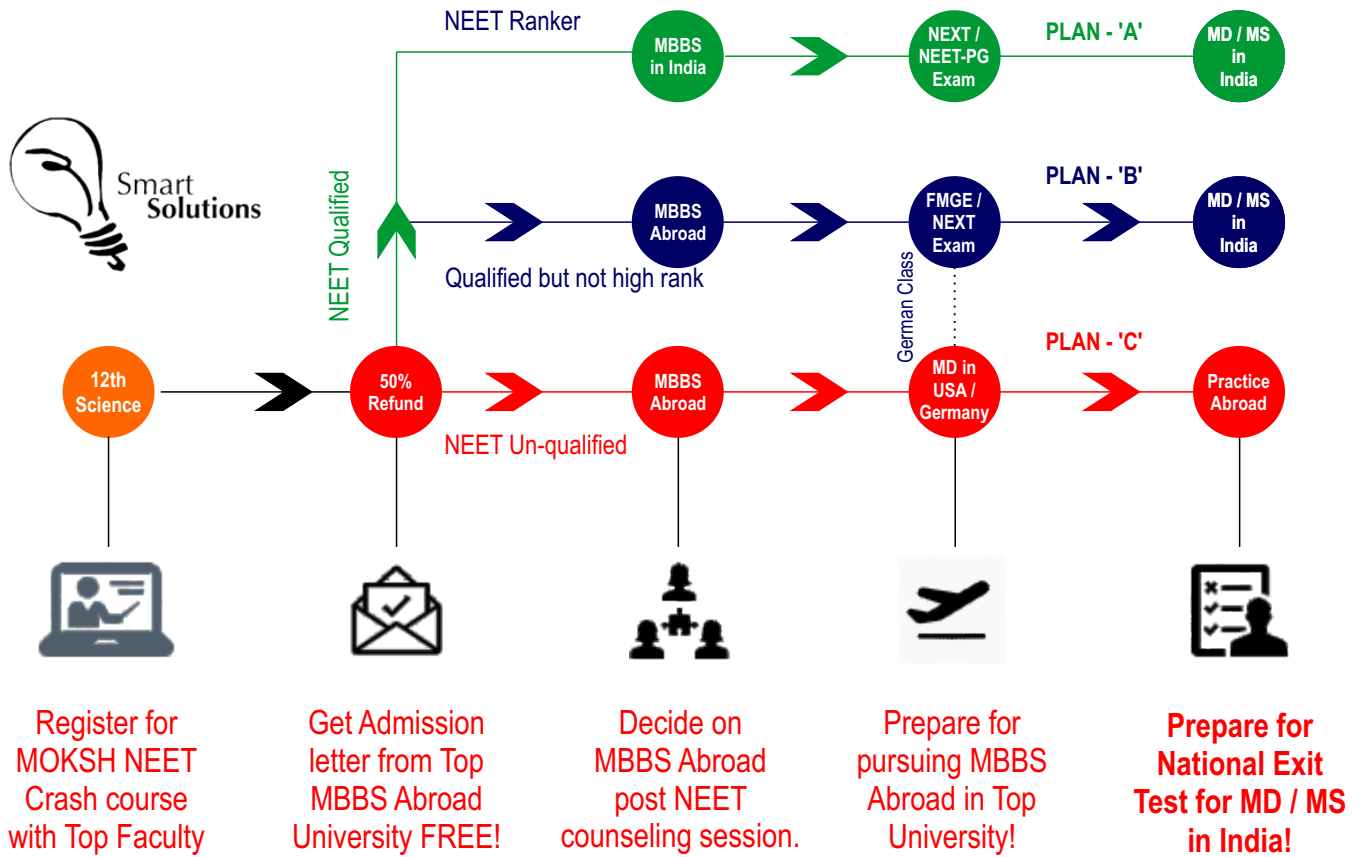 NEET Ranker
MBBS
in India
NEXT /
NEET-PG
Exam
PLAN - 'A'
MD / MS
in
India
Smart
Solutions
NEET Qualified
MBBS
Abroad
Qualified but not high rank
FMGE /
NEXT
Exam
PLAN - 'B'
MD / MS
in
India
German Class
12th
Science
50%
Refund
NEET Un-qualified
MBBS
Abroad
MD in
USA /
Germany
PLAN - 'C'
Practice
Abroad
Register for
MOKSH NEET
Crash course
with Top Faculty
Get Admission
letter from Top
MBBS Abroad
University FREE!
Decide on
MBBS Abroad
post NEET
counseling session.
Prepare for
pursuing MBBS
Abroad in Top
University!
Prepare for
National Exit
Test for MD / MS
in India!